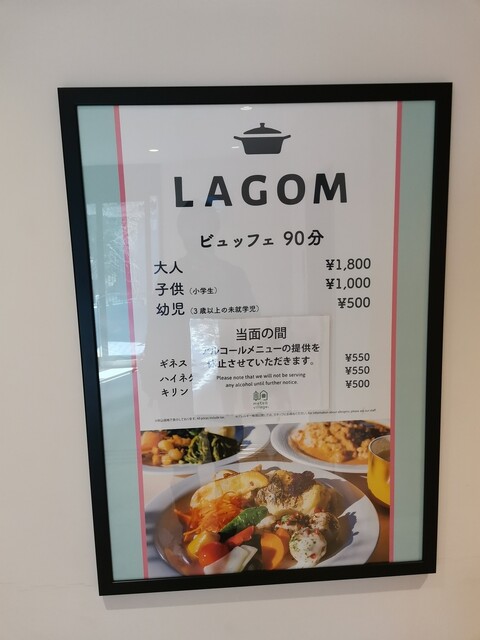 LAGOM
ビュッフェ 90分
大人 ¥1,800
子供（小学生） ¥1,000
幼児（3歳以上の未就学児） ¥500
当面の間
アルコールメニューの提供を
停止させていただきます。
Please note that we will not be serving
any alcohol until further notice.
metsä
village
ギネス ¥550
ハイネケ ¥550
キリン ¥500